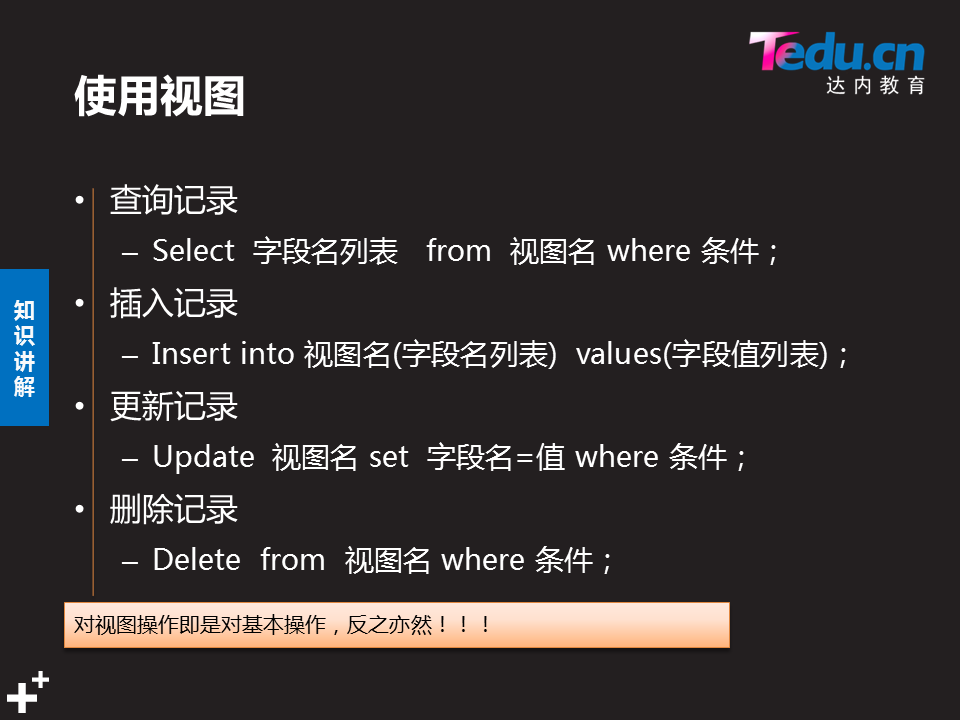 Tedu.cn
达内教育
使用视图
• 查询记录
– Select 字段名列表 from 视图名 where 条件；
• 插入记录
– Insert into 视图名(字段名列表) values(字段值列表)；
• 更新记录
– Update 视图名 set 字段名=值 where 条件；
• 删除记录
– Delete from 视图名 where 条件；
知识讲解
对视图操作即是对基本操作，反之亦然！！！